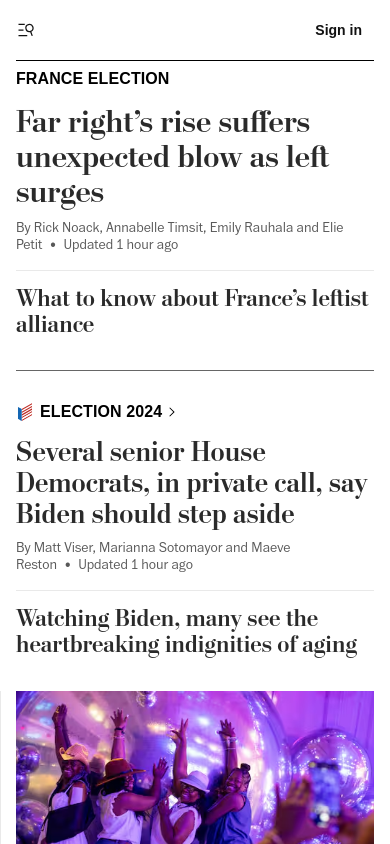 Sign in
FRANCE ELECTION
Far right’s rise suffers
unexpected blow as left
surges
By Rick Noack, Annabelle Timsit, Emily Rauhala and Elie
Petit • Updated 1 hour ago
What to know about France’s leftist
alliance
ELECTION 2024
Several senior House
Democrats, in private call, say
Biden should step aside
By Matt Viser, Marianna Sotomayor and Maeve
Reston • Updated 1 hour ago
Watching Biden, many see the
heartbreaking indignities of aging